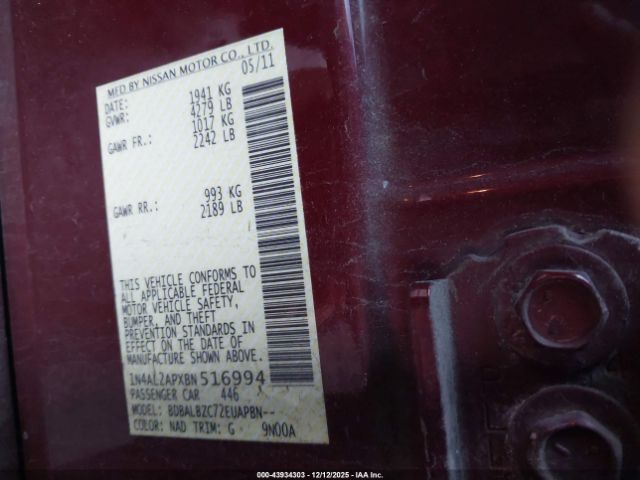 MFD BY NISSAN MOTOR CO., LTD.
DATE: 05/11
GVWR: 1941 KG
4279 LB
GAWR FR.: 1017 KG
2242 LB
GAWR RR.: 993 KG
2189 LB
THIS VEHICLE CONFORMS TO
ALL APPLICABLE FEDERAL
MOTOR VEHICLE SAFETY,
BUMPER, AND THEFT
PREVENTION STANDARDS IN
EFFECT ON THE DATE OF
MANUFACTURE SHOWN ABOVE.
1N4AL2APXBN516994
PASSENGER CAR 446
MODEL: BDBALBZC72EUAPBN--
COLOR: NAD TRIM: G 9N00A
000-43934303 - 12/12/2025 - IAA Inc.